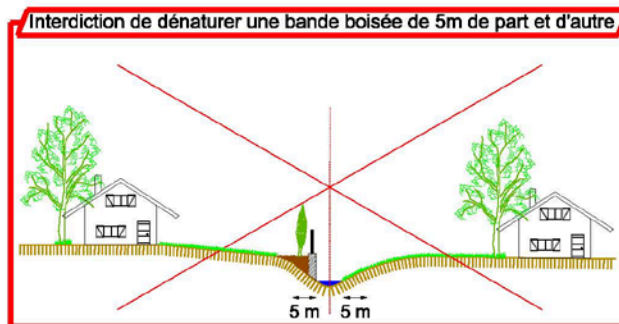 Interdiction de dénaturer une bande boisée de 5m de part et d'autre
5 m 5 m